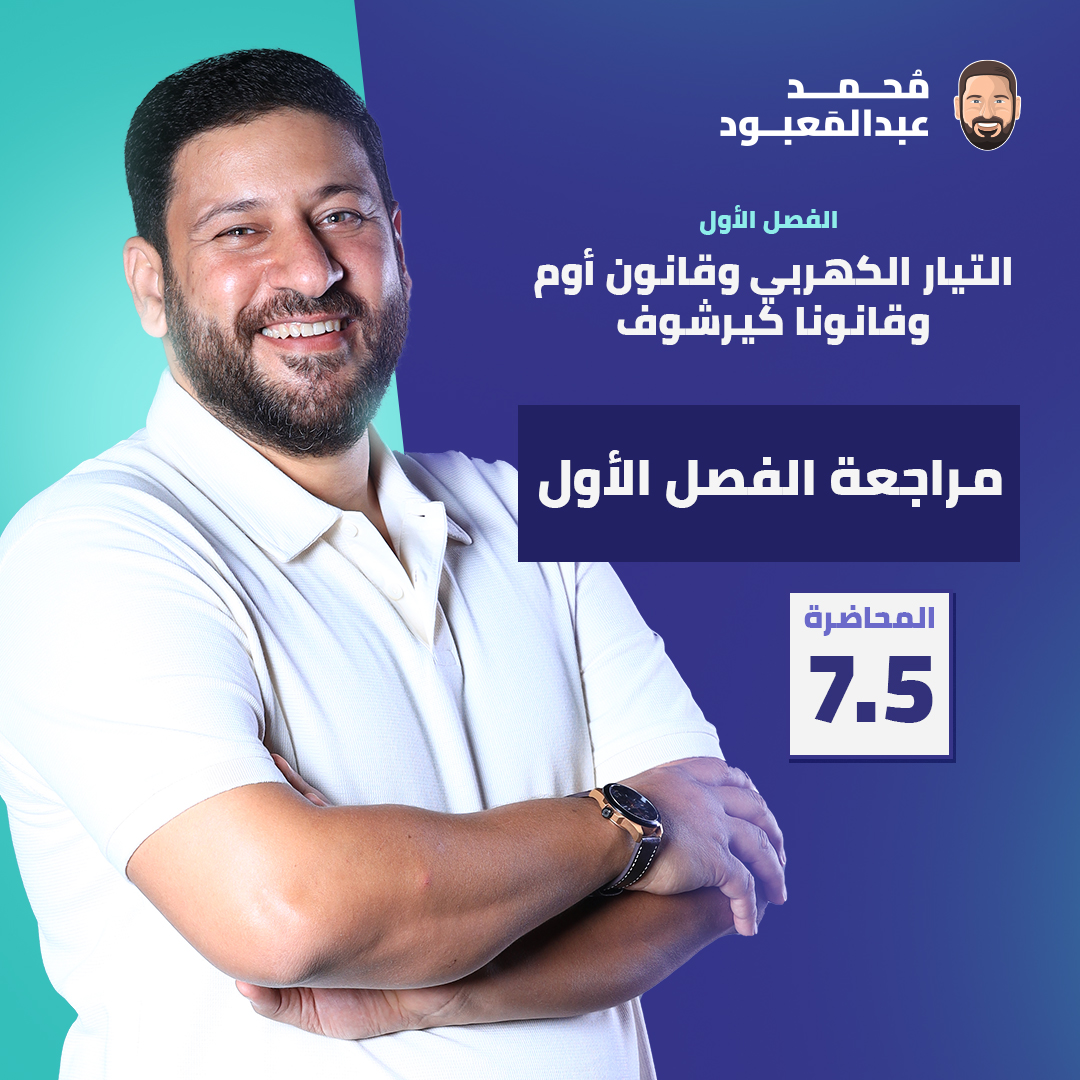 مُحمد
عبدالمَعبود
الفصل الأول
التيار الكهربي وقانون أوم
وقانونا كيرشوف
مراجعة الفصل الأول
المحاضرة
7.5